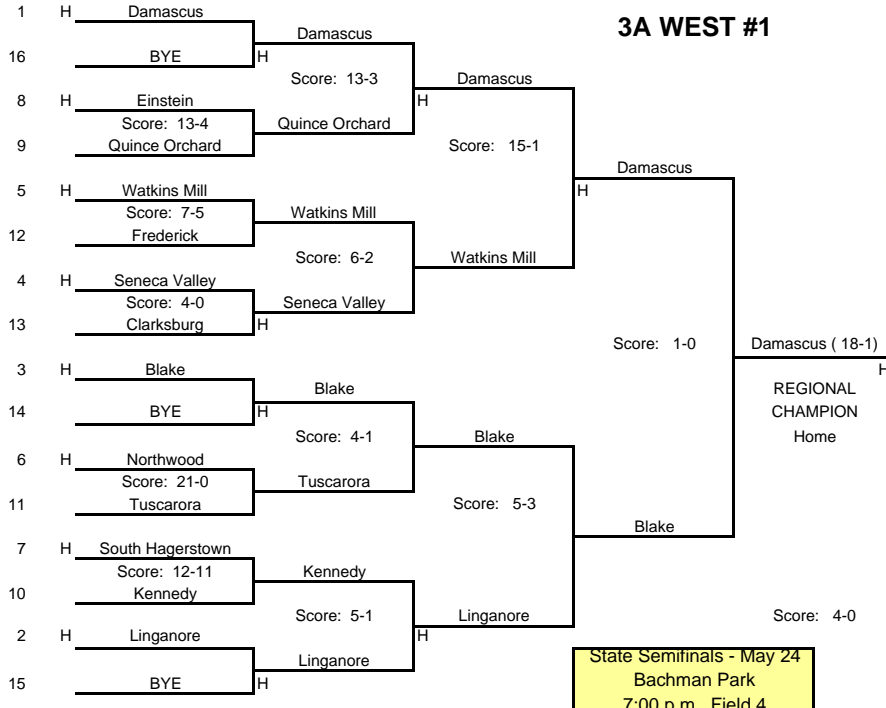 3A WEST #1
1 H Damascus
Damascus
16 BYE H
Score: 13-3
Damascus
8 H Einstein
H
Score: 13-4
Quince Orchard
9 Quince Orchard
Score: 15-1
Damascus
5 H Watkins Mill
H
Score: 7-5
Watkins Mill
12 Frederick
Score: 6-2
Watkins Mill
4 H Seneca Valley
Score: 4-0
Seneca Valley
13 Clarksburg H
Score: 1-0
Damascus ( 18-1)
3 H Blake
H
REGIONAL
CHAMPION
Home
Blake
14 BYE H
Score: 4-1
Blake
6 H Northwood
Score: 21-0
Tuscarora
11 Tuscarora
Score: 5-3
Blake
7 H South Hagerstown
Score: 12-11
Kennedy
10 Kennedy
Score: 5-1
Linganore
Score: 4-0
2 H Linganore
H
Linganore
15 BYE H
State Semifinals - May 24
Bachman Park
7:00 p.m. Field 4